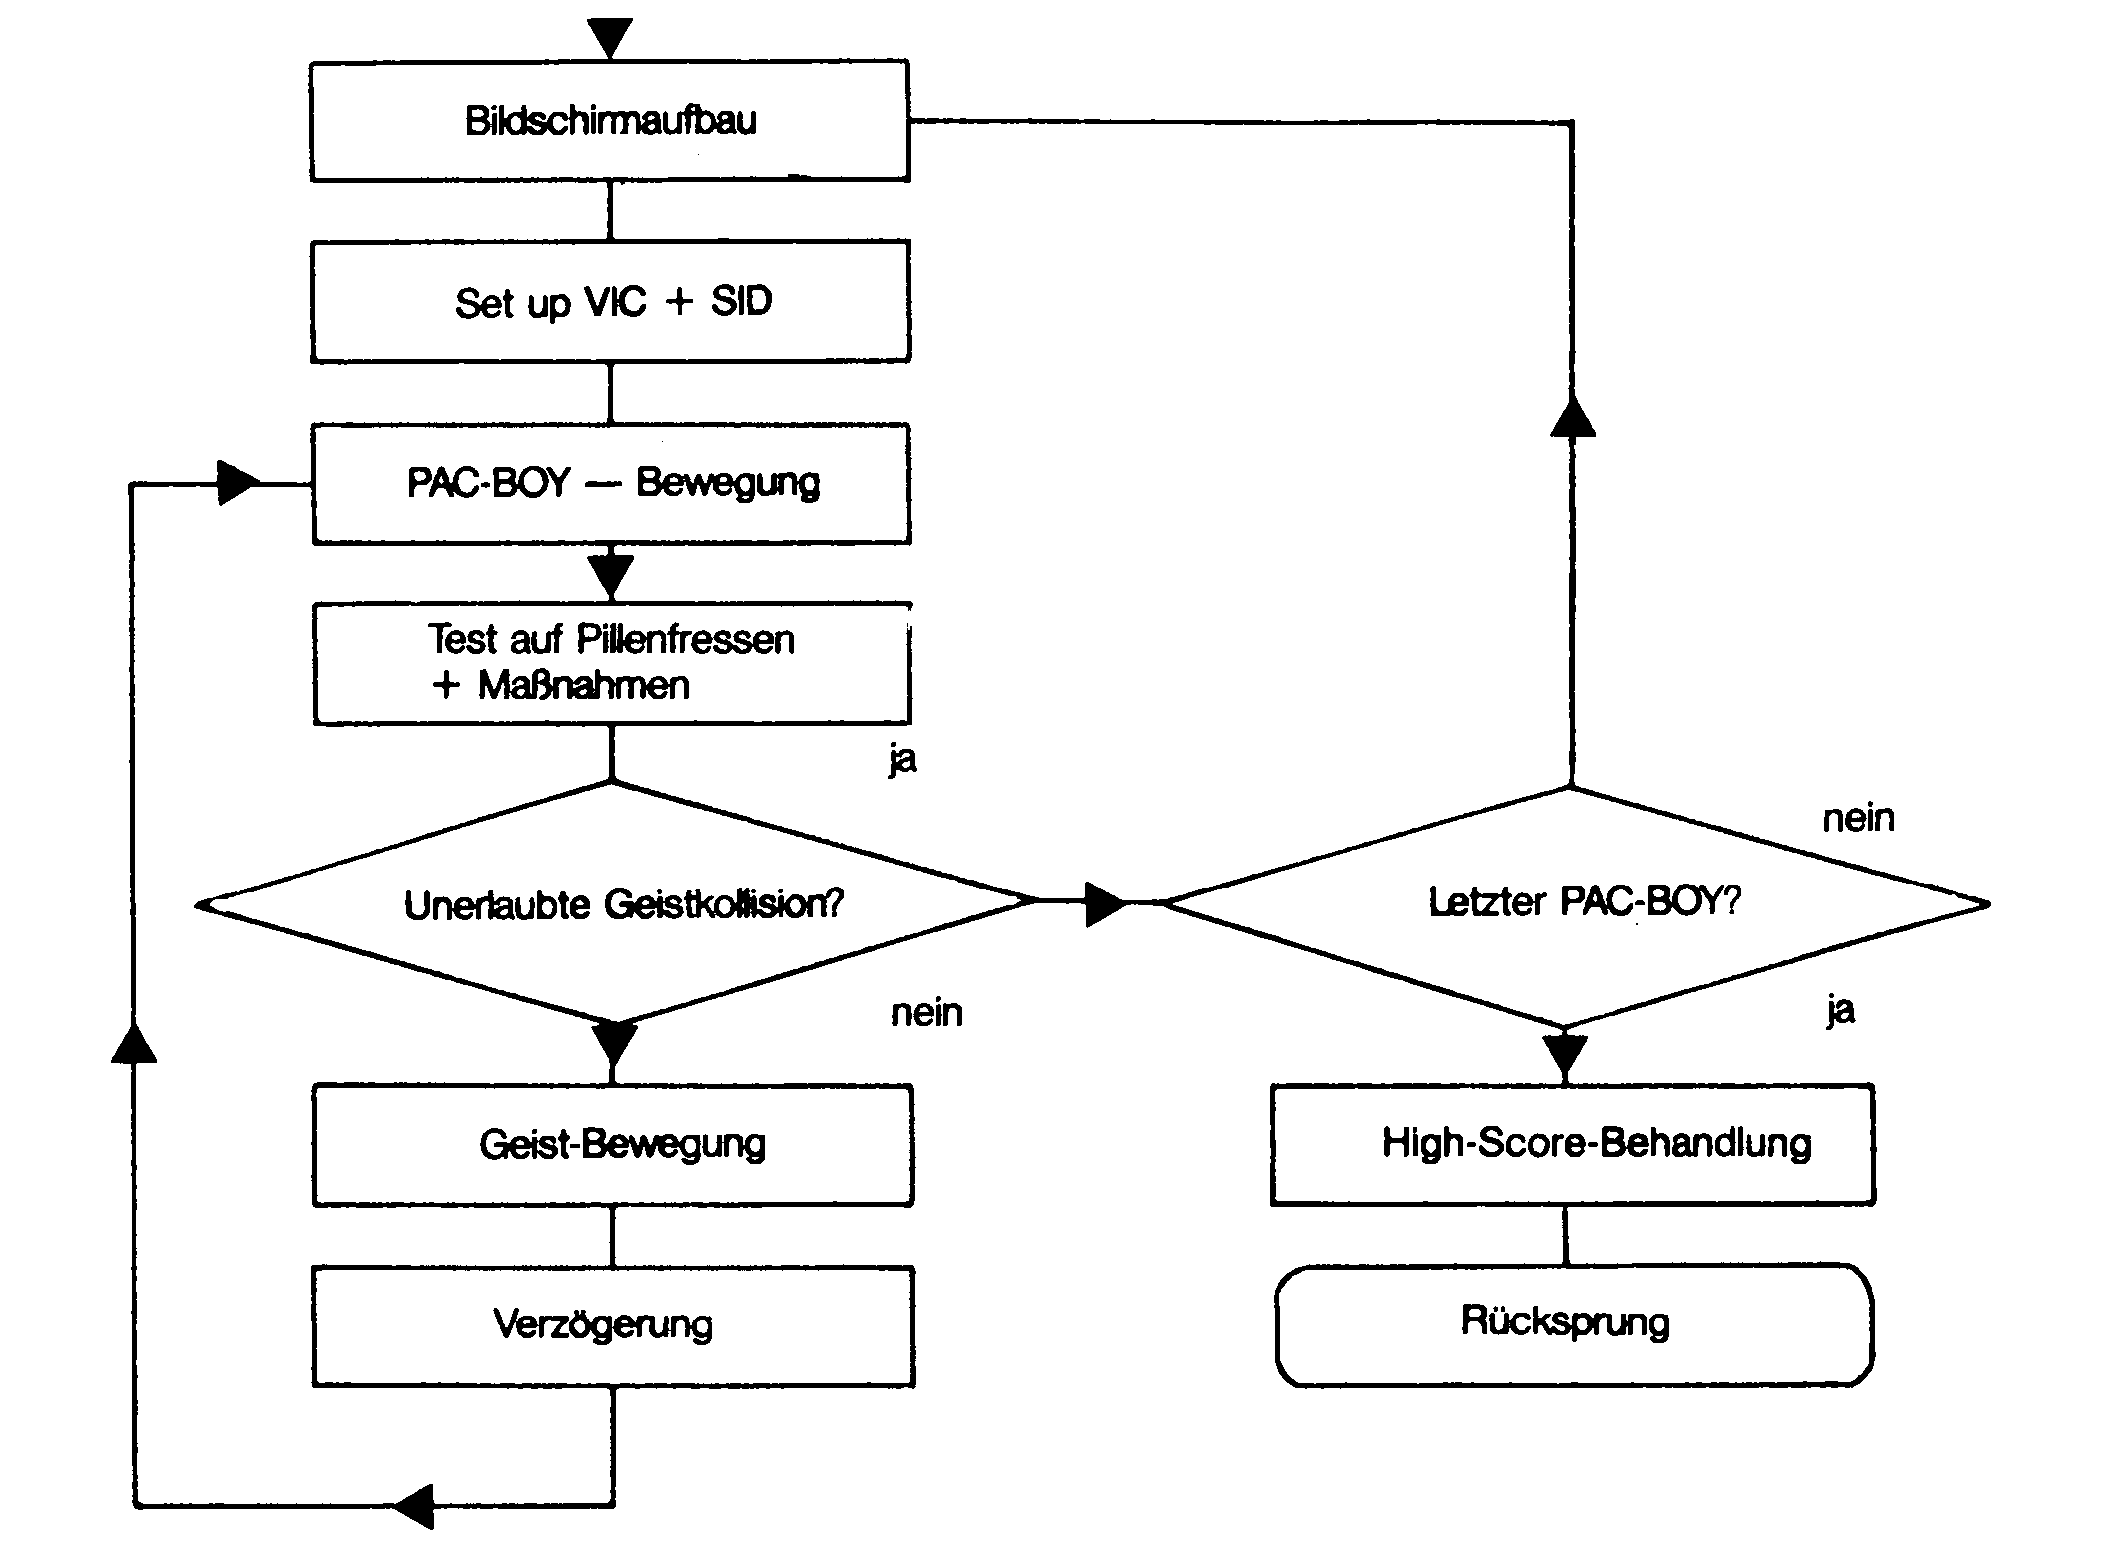 Bildschirmaufbau
Set up VIC + SID
PAC-BOY — Bewegung
Test auf Pillenfressen
+ Maßnahmen
ja
Unerlaubte Geistkollision?
nein
Letzter PAC-BOY?
nein
ja
Geist-Bewegung
High-Score-Behandlung
Verzögerung
Rücksprung